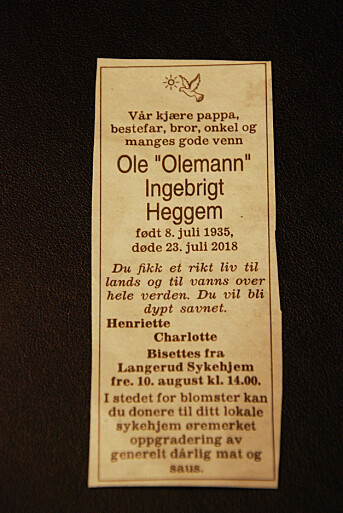 Vår kjære pappa,
bestefar, bror, onkel og
manges gode venn
Ole "Olemann"
Ingebrigt
Heggem
født 8. juli 1935,
døde 23. juli 2018
Du fikk et rikt liv til
lands og til vanns over
hele verden. Du vil bli
dypt savnet.
Henriette
Charlotte
Bisettes fra
Langerud Sykehjem
fre. 10. august kl. 14.00.
I stedet for blomster kan
du donere til ditt lokale
sykehjem øremerket
oppgradering av
generelt dårlig mat og
saus.